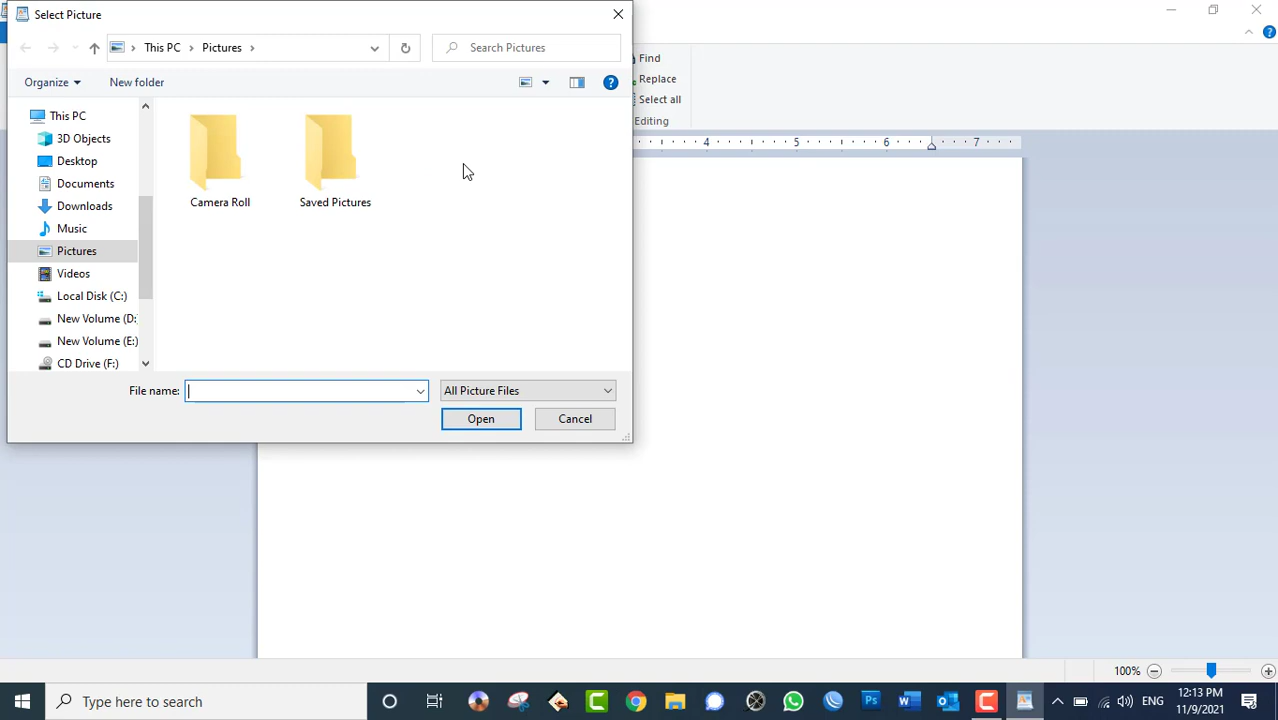 Select Picture
This PC
Pictures
Search Pictures
Organize
New folder
This PC
3D Objects
Desktop
Documents
Downloads
Music
Pictures
Videos
Local Disk (C:)
New Volume (D:
New Volume (E:)
CD Drive (F:)
Camera Roll
Saved Pictures
File name:
All Picture Files
Open
Cancel
Find
Replace
Select all
Editing
4 5 6 7
100%
Type here to search
Ps
ENG
12:13 PM
11/9/2021